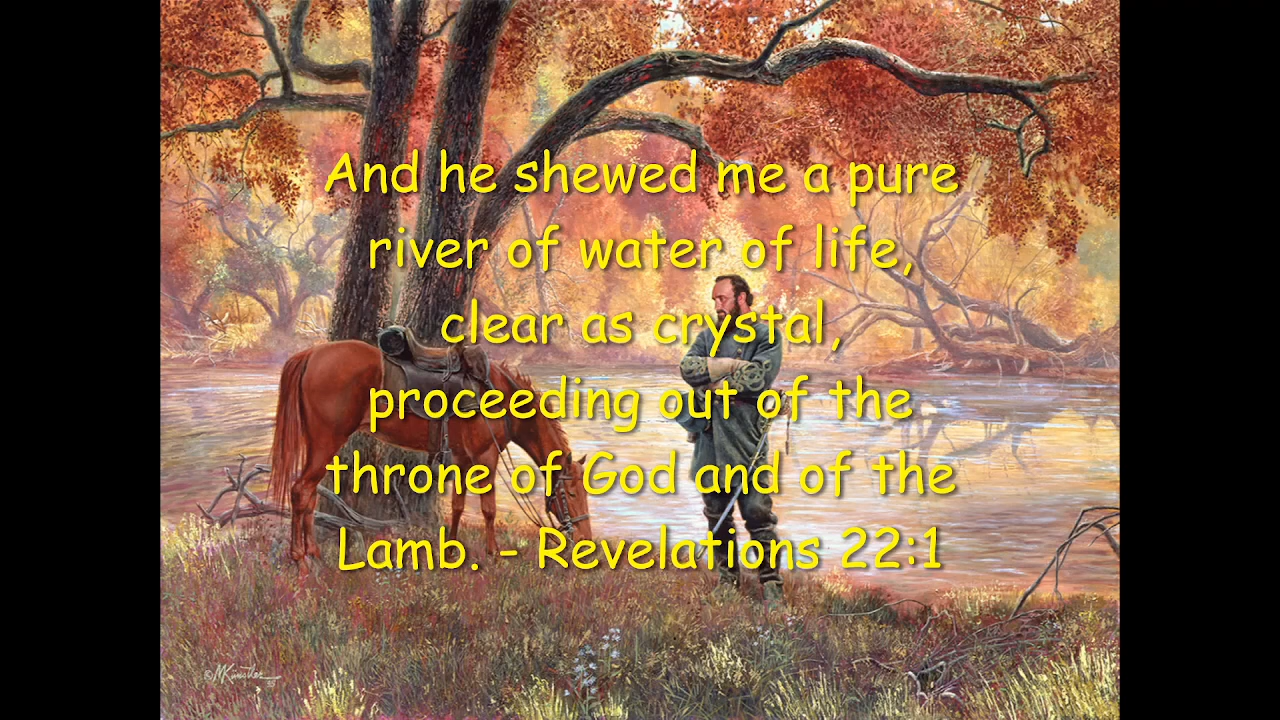 And he shewed me a pure
river of water of life,
clear as crystal,
proceeding out of the
throne of God and of the
Lamb. - Revelations 22:1
© MKünstler